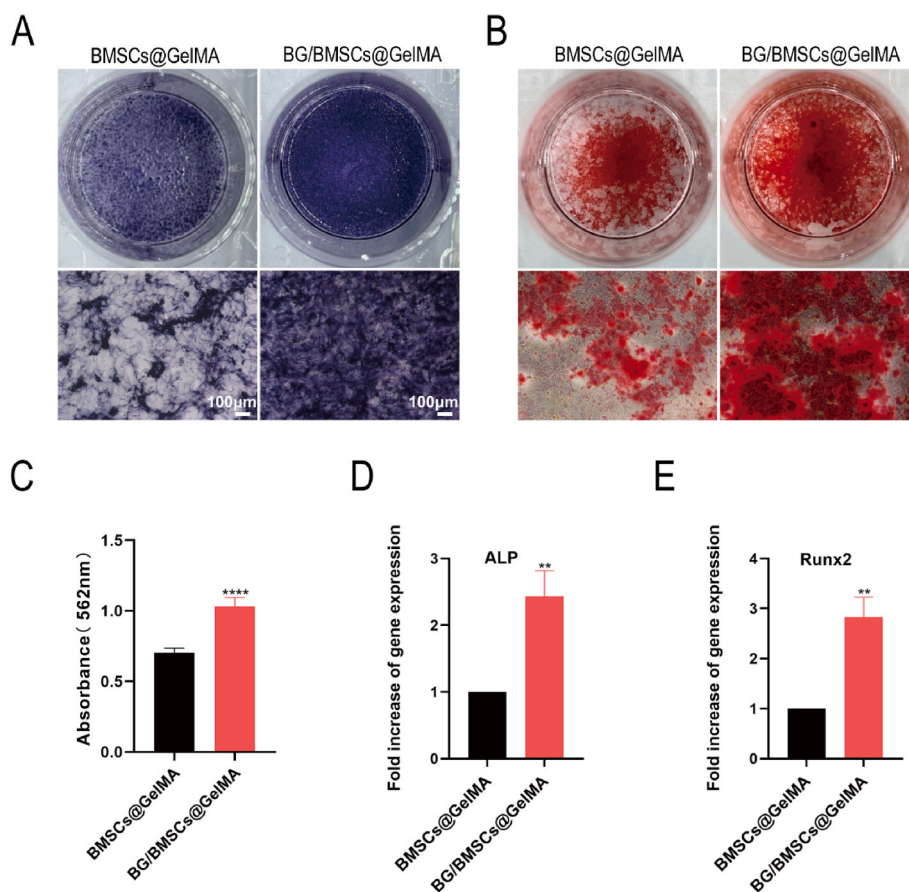 A
BMSCs@GelMA
BG/BMSCs@GelMA
100μm
100μm
B
BMSCs@GelMA
BG/BMSCs@GelMA
C
Absorbance( 562nm)
1.5
1.0
0.5
0.0
****
BMSCs@GelMA
BG/BMSCs@GelMA
D
Fold increase of gene expression
ALP
3
2
1
0
**
BMSCs@GelMA
BG/BMSCs@GelMA
E
Fold increase of gene expression
Runx2
4
3
2
1
0
**
BMSCs@GelMA
BG/BMSCs@GelMA